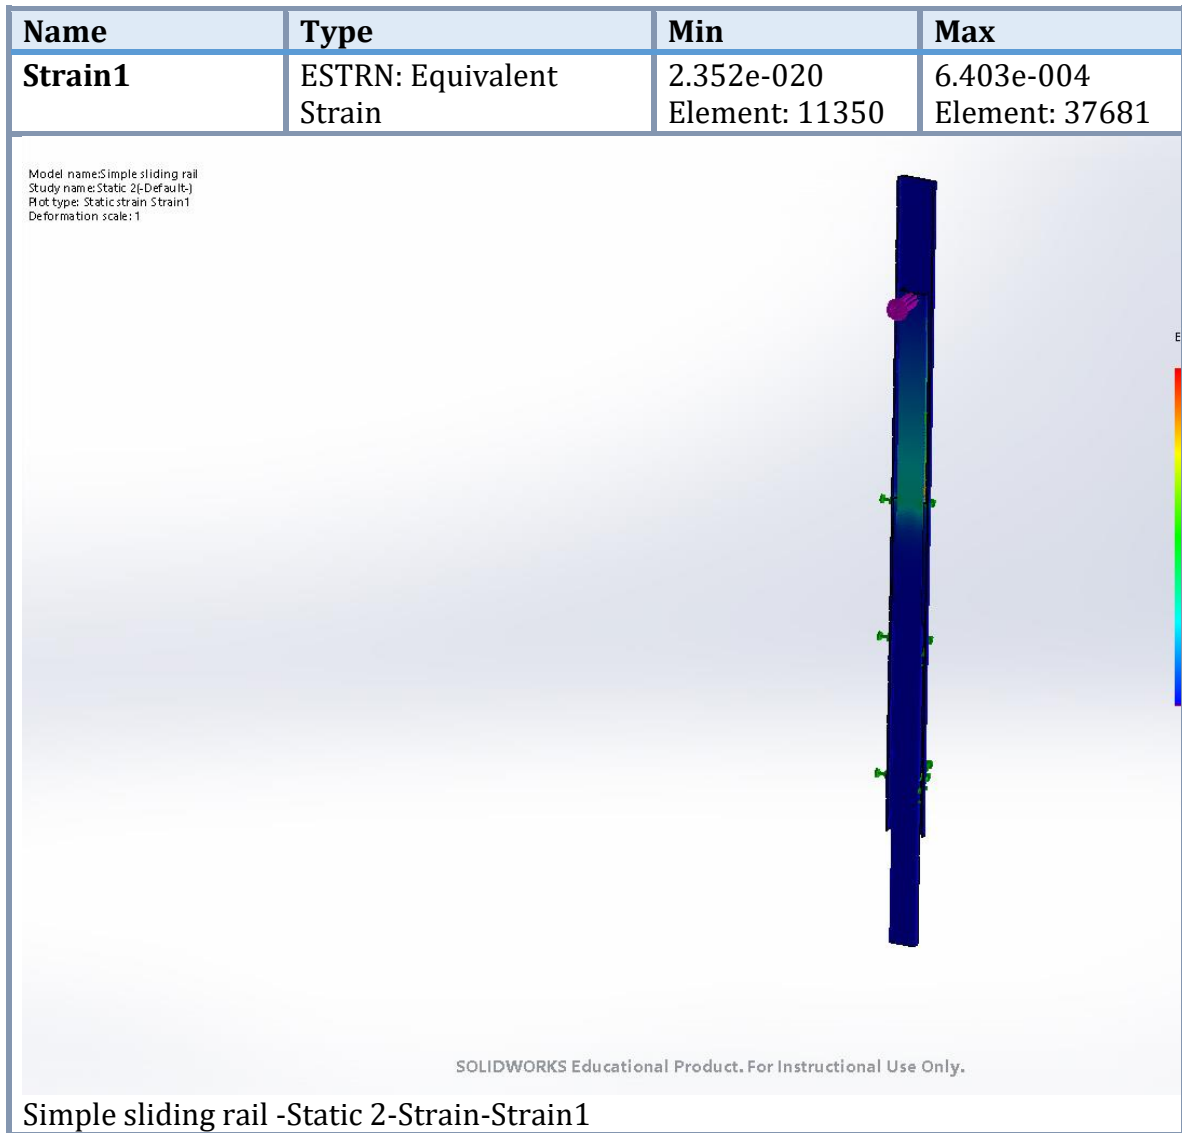 Name Type Min Max
Strain1 ESTRN: Equivalent Strain 2.352e-020 Element: 11350 6.403e-004 Element: 37681
Model name:Simple sliding rail
Study name:Static 2(-Default-)
Plot type: Static strain Strain1
Deformation scale: 1
E
SOLIDWORKS Educational Product. For Instructional Use Only.
Simple sliding rail -Static 2-Strain-Strain1